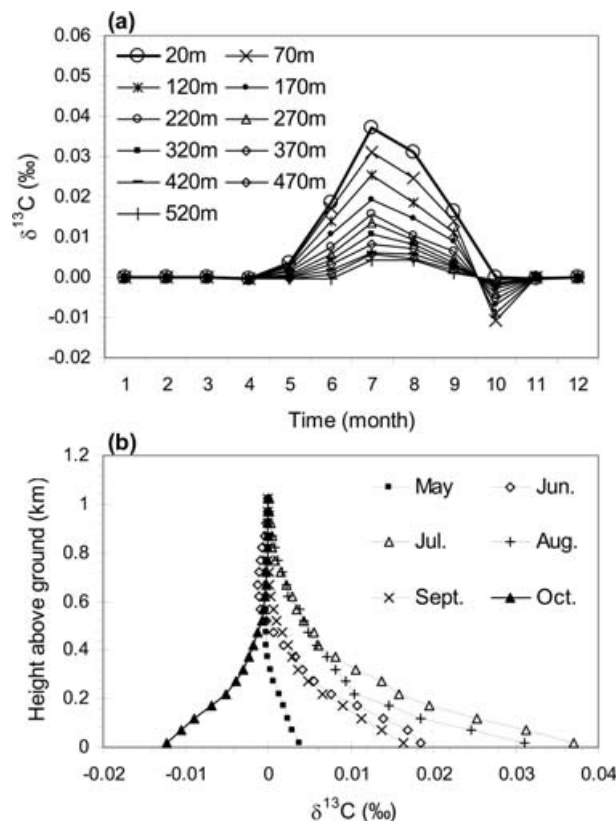 (a)
0.06
0.05
0.04
0.03
0.02
0.01
0.00
-0.01
-0.02
δ¹³C (‰)
20m 70m
120m 170m
220m 270m
320m 370m
420m 470m
520m
1 2 3 4 5 6 7 8 9 10 11 12
Time (month)
(b)
1.2
1
0.8
0.6
0.4
0.2
0
Height above ground (km)
May Jun.
Jul. Aug.
Sept. Oct.
-0.02 -0.01 0 0.01 0.02 0.03 0.04
δ¹³C (‰)